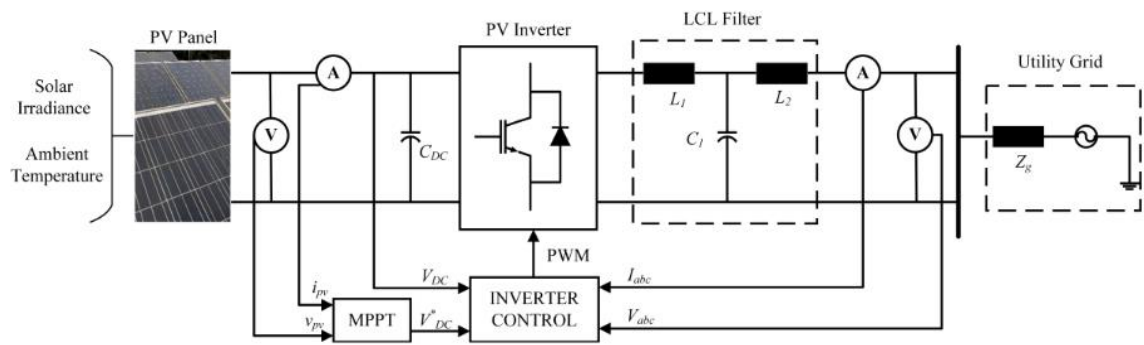 PV Panel
PV Inverter
LCL Filter
Utility Grid
Solar
Irradiance
Ambient
Temperature
A
V
C_DC
L_1
L_2
C_1
A
V
Z_g
PWM
i_pv
v_pv
MPPT
V_DC
V*_DC
INVERTER
CONTROL
I_abc
V_abc